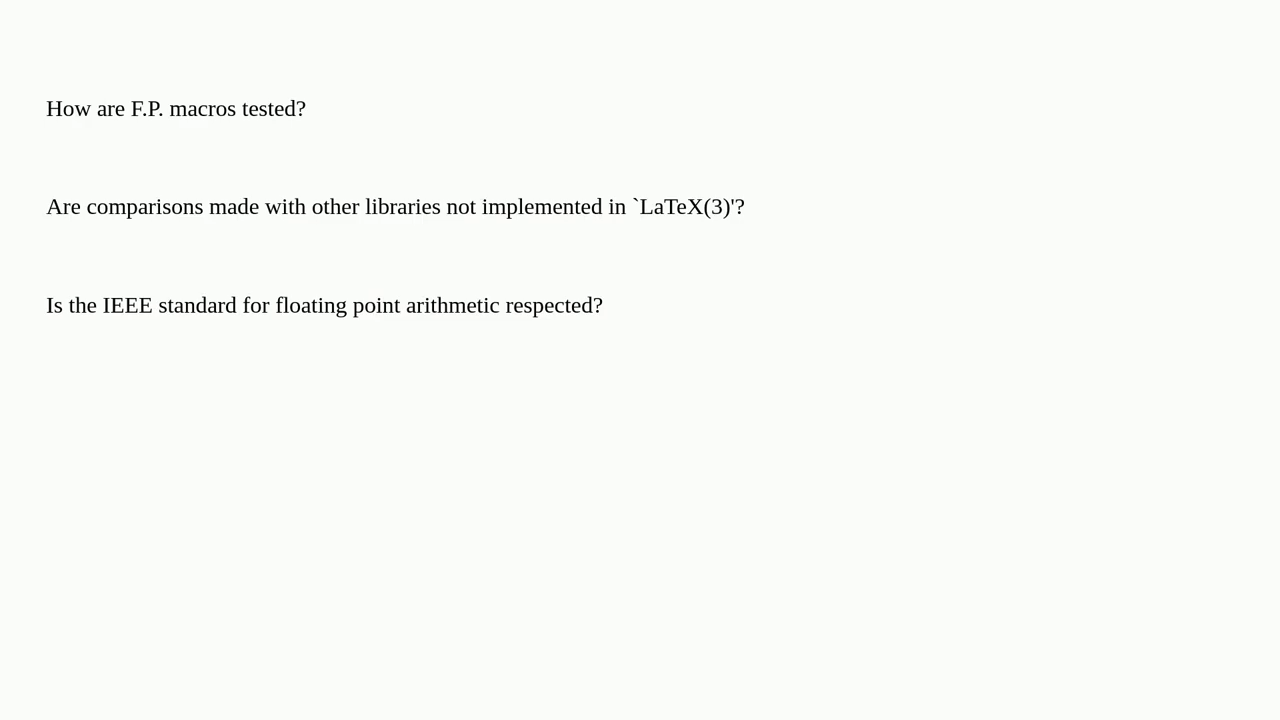 How are F.P. macros tested?
Are comparisons made with other libraries not implemented in `LaTeX(3)'?
Is the IEEE standard for floating point arithmetic respected?